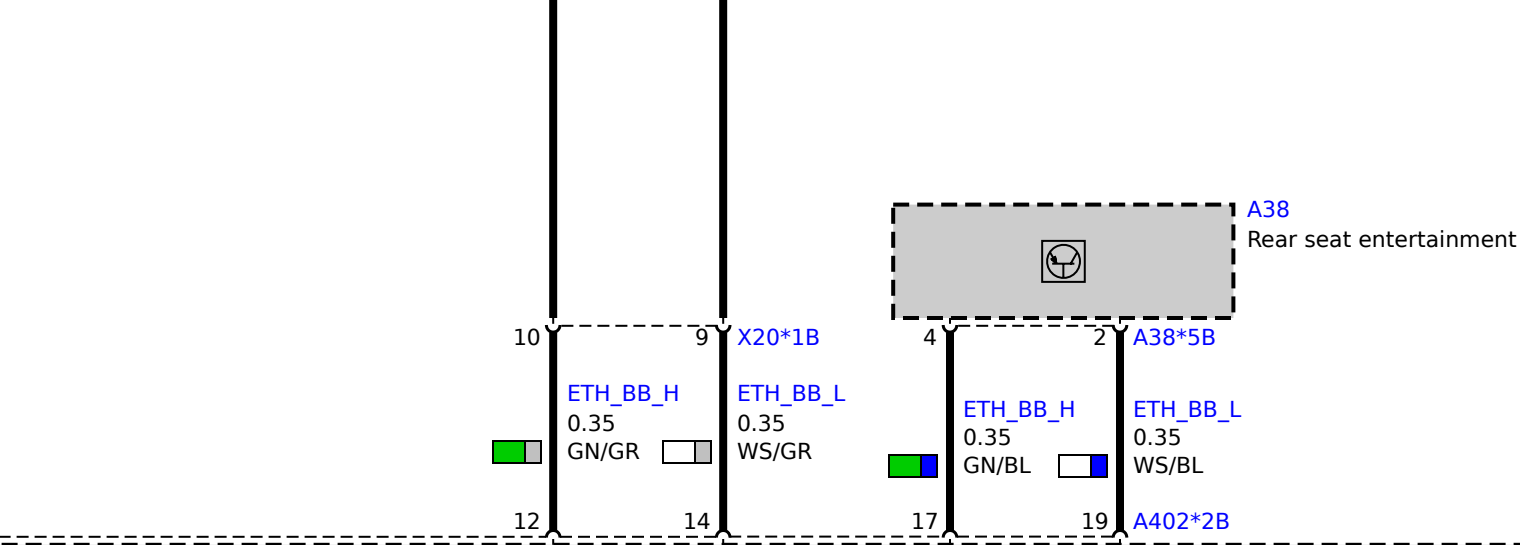 A38
Rear seat entertainment
10
9
X20*1B
4
2
A38*5B
ETH_BB_H
0.35
GN/GR
ETH_BB_L
0.35
WS/GR
ETH_BB_H
0.35
GN/BL
ETH_BB_L
0.35
WS/BL
12
14
17
19
A402*2B